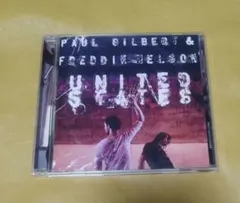 PAUL GILBERT &
FREDDIE NELSON
UNITED
STATES